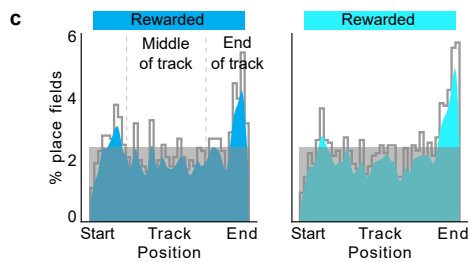 c
Rewarded
Rewarded
6
4
2
0
% place fields
Middle
of track
End
of track
Start
Track
End
Position
Start
Track
End
Position